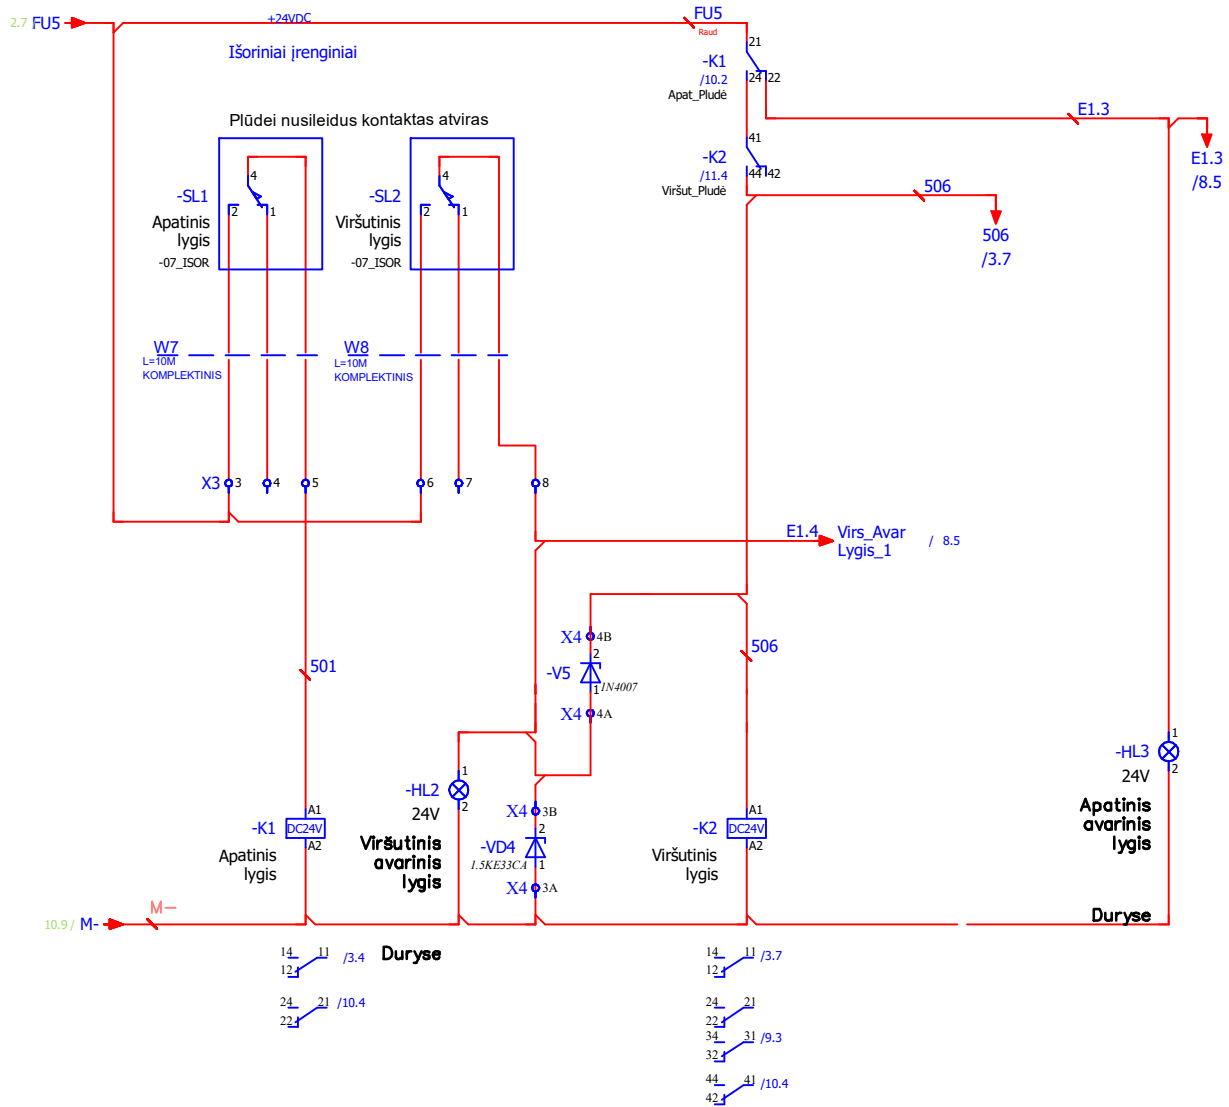 2.7 FU5
+24VDC
FU5
Raud
Išoriniai įrenginiai
21
-K1
/10.2
24 22
Apat_Pludė
E1.3
E1.3
/8.5
Plūdei nusileidus kontaktas atviras
41
-K2
/11.4
44 42
Viršut_Pludė
506
506
/3.7
4
-SL1
2 1
Apatinis
lygis
-07_ISOR
4
-SL2
2 1
Viršutinis
lygis
-07_ISOR
W7
L=10M
KOMPLEKTINIS
W8
L=10M
KOMPLEKTINIS
X3 3 4 5 6 7 8
E1.4
Virs_Avar
Lygis_1
/ 8.5
X4 4B
2
-V5
1
1N4007
X4 4A
501
506
1
-HL2
24V
2
Viršutinis
avarinis
lygis
X4 3B
2
-VD4
1.5KE33CA
1
X4 3A
A1
-K1
DC24V
A2
Apatinis
lygis
A1
-K2
DC24V
A2
Viršutinis
lygis
1
-HL3
24V
2
Apatinis
avarinis
lygis
Duryse
10.9/ M-
M—
Duryse
14 11 /3.4
12
24 21 /10.4
22
14 11 /3.7
12
24 21
22
34 31 /9.3
32
44 41 /10.4
42